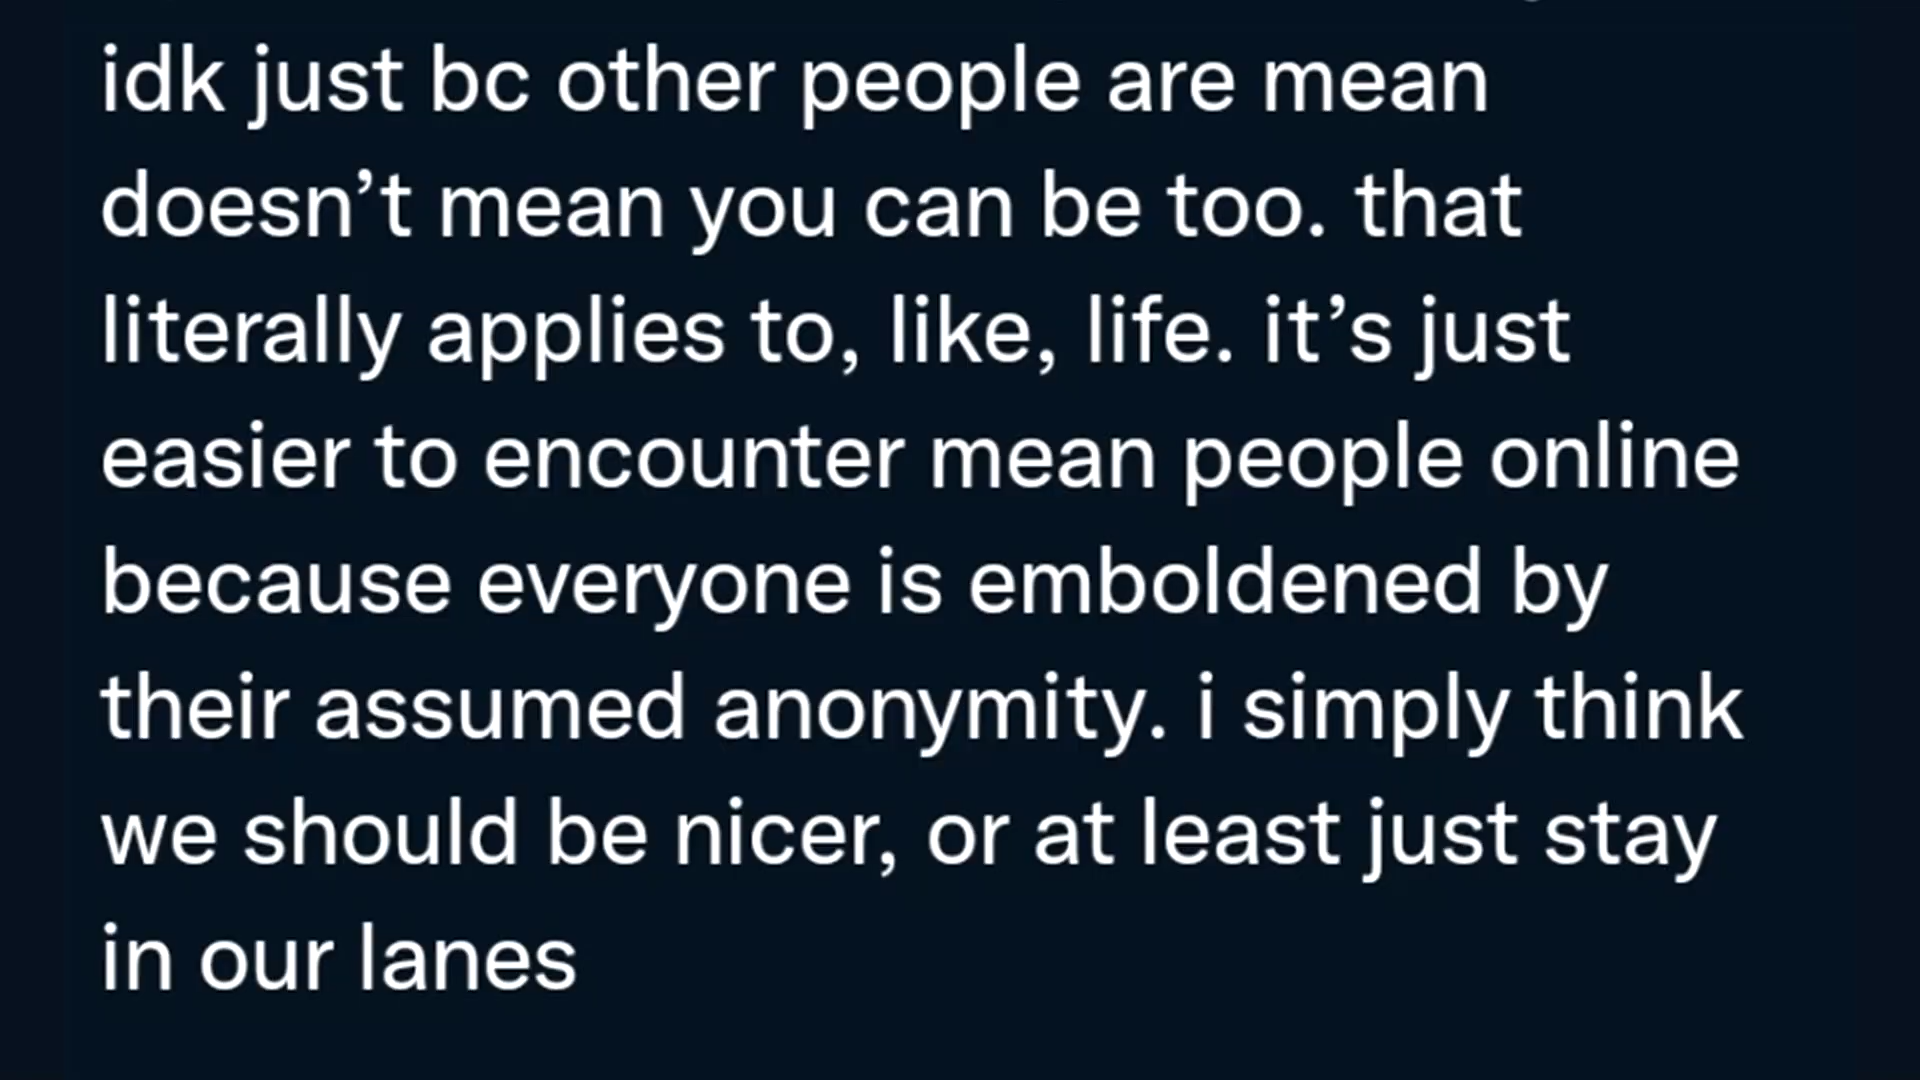 idk just bc other people are mean
doesn’t mean you can be too. that
literally applies to, like, life. it’s just
easier to encounter mean people online
because everyone is emboldened by
their assumed anonymity. i simply think
we should be nicer, or at least just stay
in our lanes